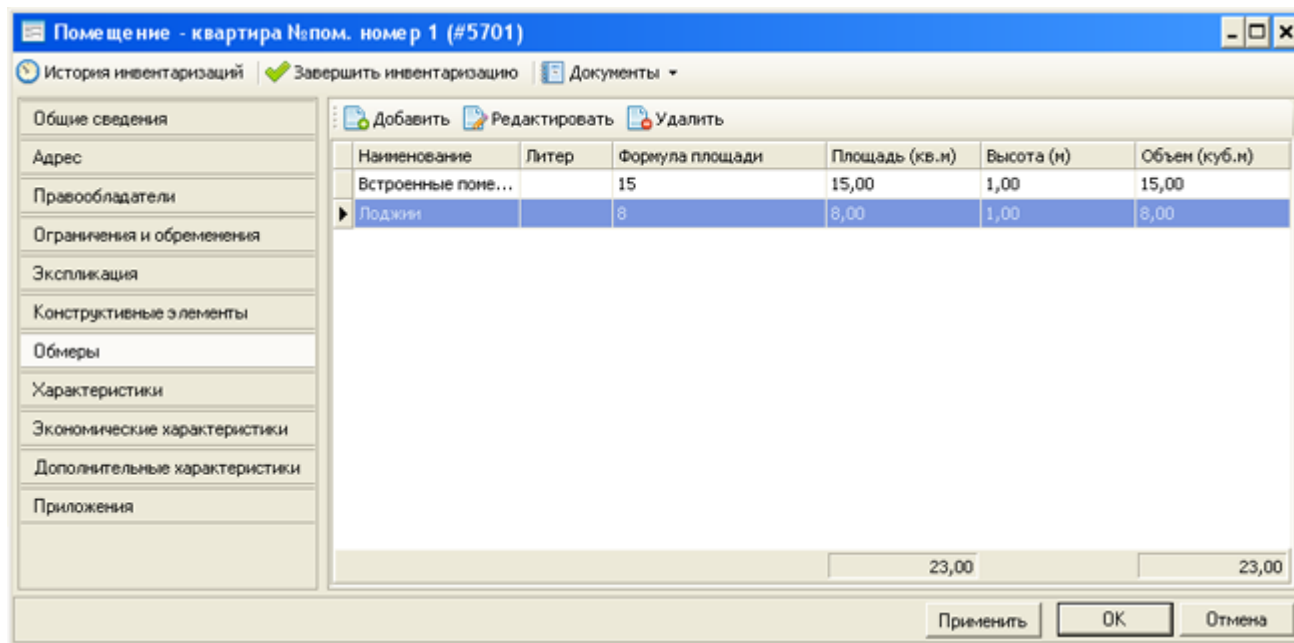 Помещение - квартира №пом. номер 1 (#5701)
История инвентаризаций Завершить инвентаризацию Документы
Общие сведения
Адрес
Правообладатели
Ограничения и обременения
Экспликация
Конструктивные элементы
Обмеры
Характеристики
Экономические характеристики
Дополнительные характеристики
Приложения
Добавить Редактировать Удалить
Наименование Литер Формула площади Площадь (кв.м) Высота (м) Объем (куб.м)
Встроенные поме... 15 15,00 1,00 15,00
Лоджии 8 8,00 1,00 8,00
23,00 23,00
Применить OK Отмена